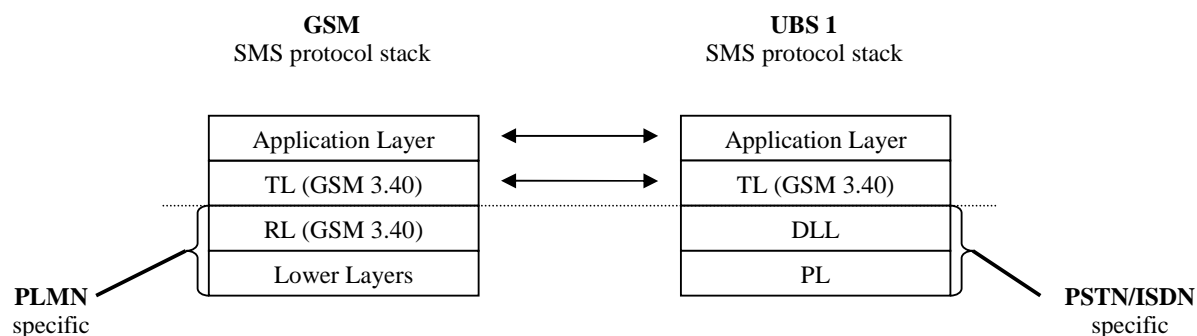 GSM
SMS protocol stack
UBS 1
SMS protocol stack
Application Layer
TL (GSM 3.40)
RL (GSM 3.40)
Lower Layers
Application Layer
TL (GSM 3.40)
DLL
PL
PLMN
specific
PSTN/ISDN
specific